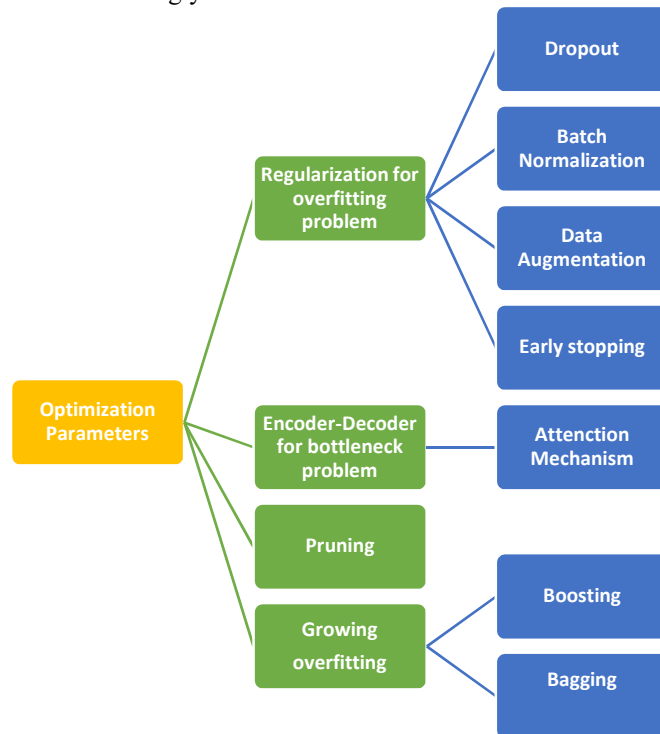 Dropout
Batch
Normalization
Regularization for
overfitting
problem
Data
Augmentation
Early stopping
Optimization
Parameters
Encoder-Decoder
for bottleneck
problem
Attenction
Mechanism
Pruning
Boosting
Growing
overfitting
Bagging